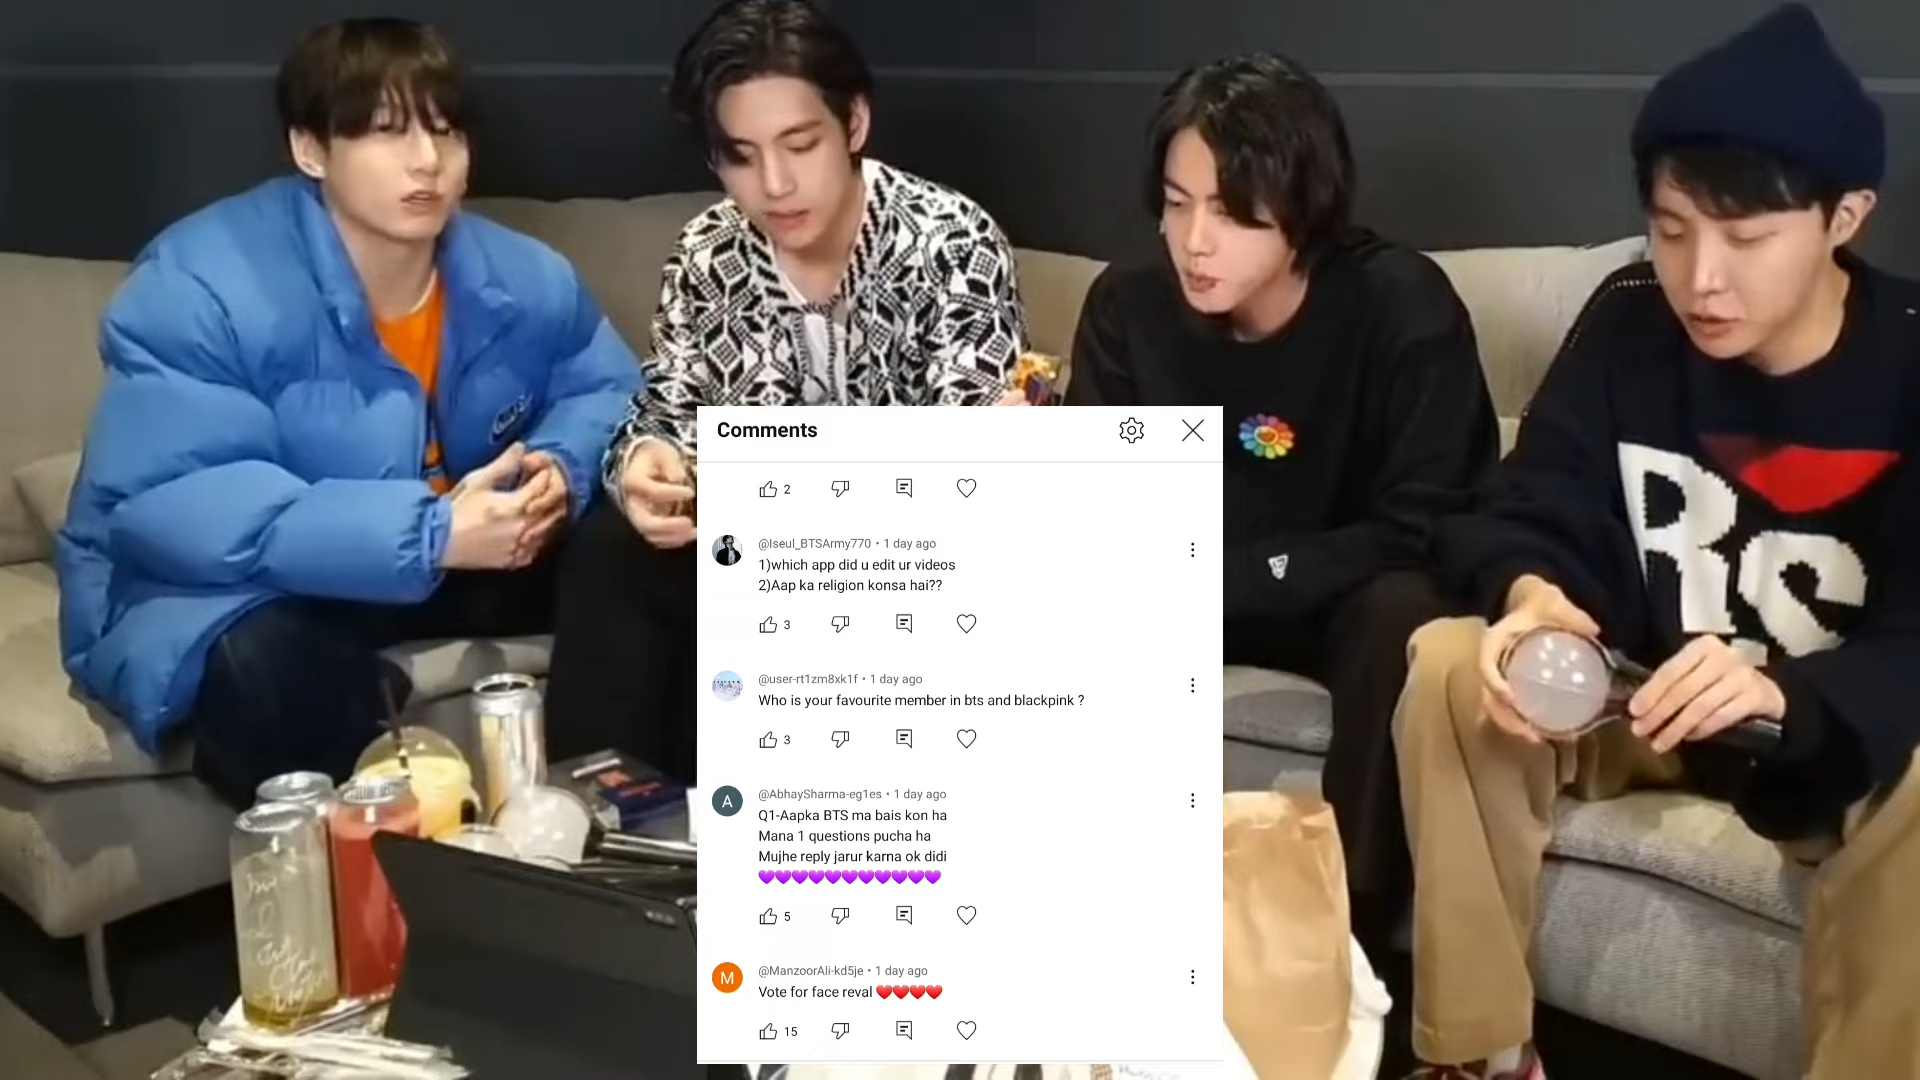 Comments
2
@Iseul_BTSArmy770 • 1 day ago
1)which app did u edit ur videos
2)Aap ka religion konsa hai??
3
@user-rt1zm8xk1f • 1 day ago
Who is your favourite member in bts and blackpink ?
3
A
@AbhaySharma-eg1es • 1 day ago
Q1-Aapka BTS ma bais kon ha
Mana 1 questions pucha ha
Mujhe reply jarur karna ok didi
💜💜💜💜💜💜💜💜💜💜💜
5
M
@ManzoorAli-kd5je • 1 day ago
Vote for face reval ❤️❤️❤️❤️
15